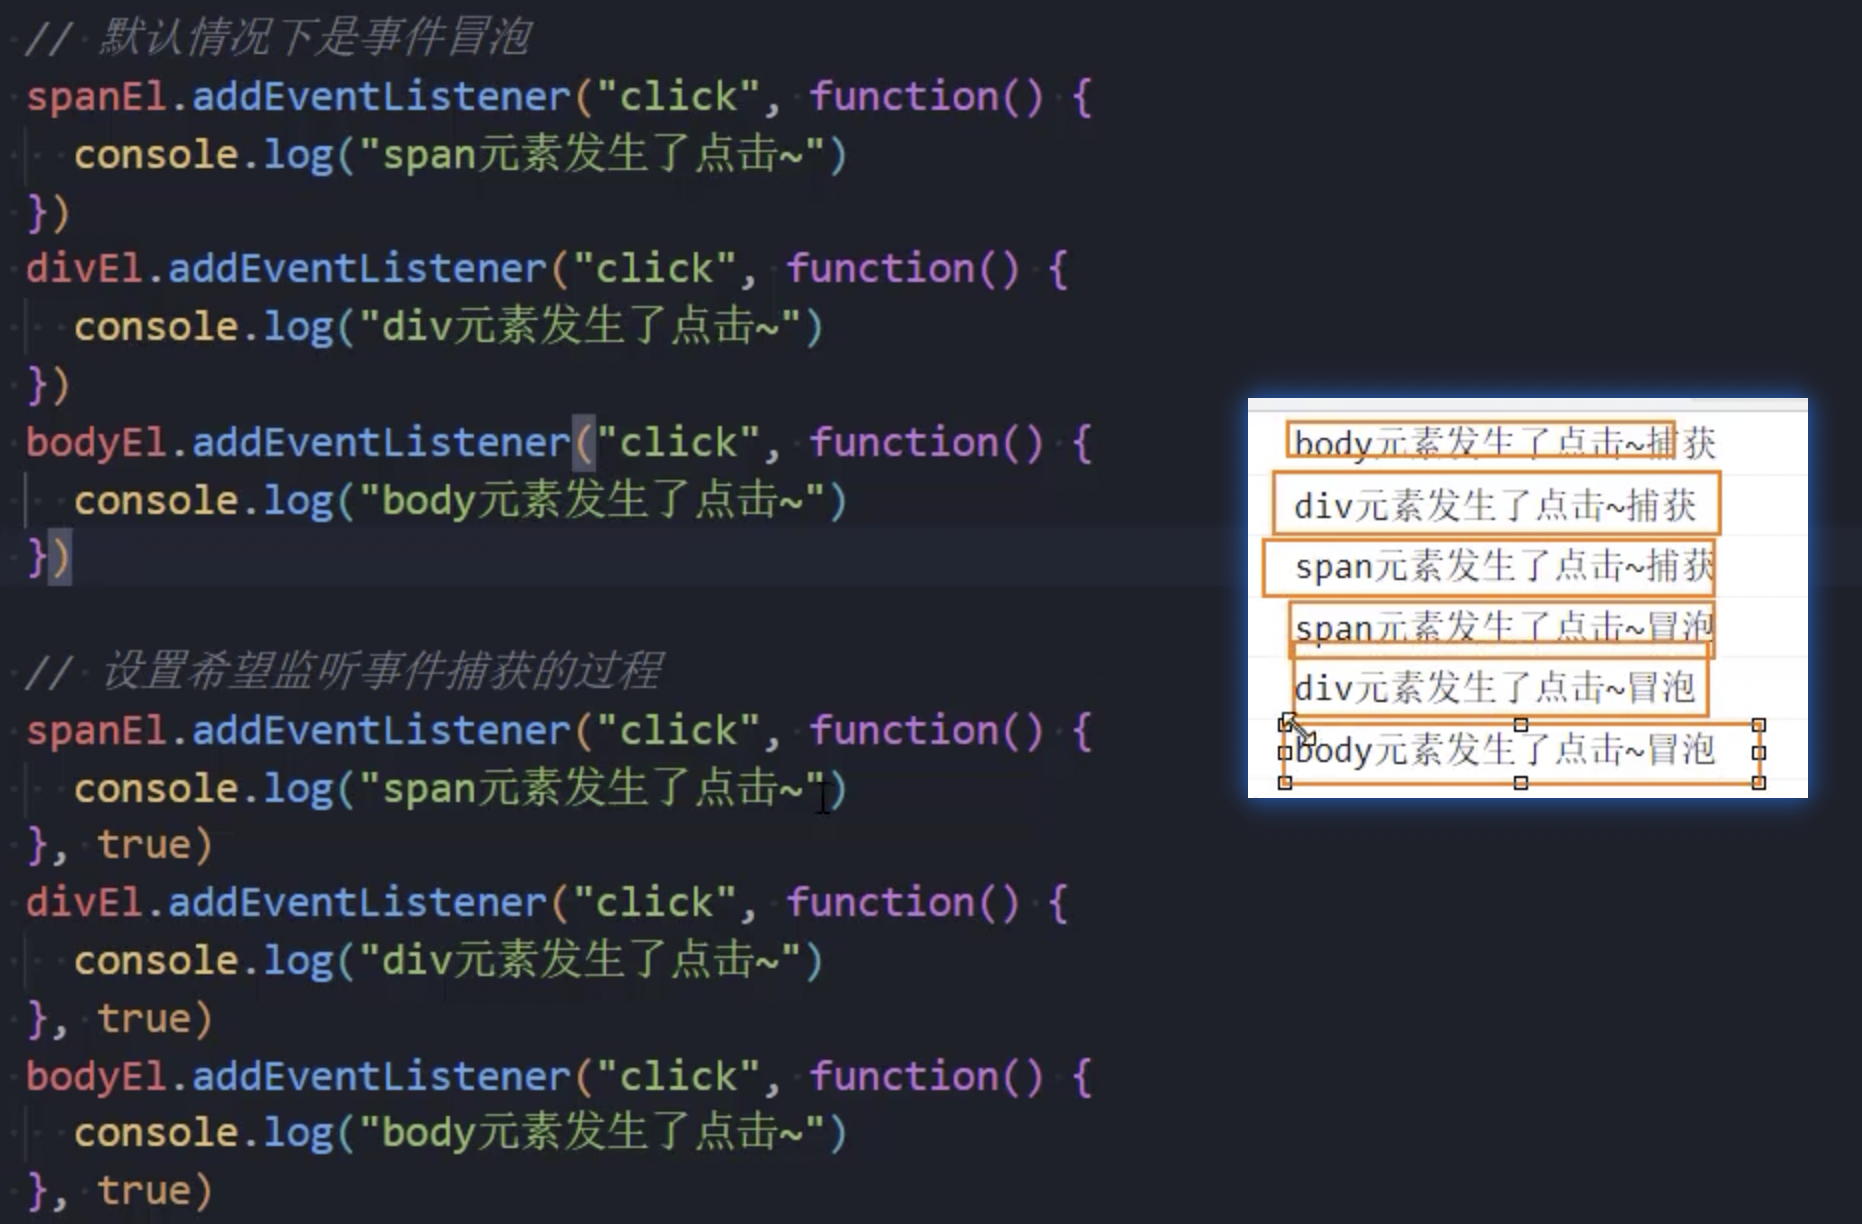 // 默认情况下是事件冒泡
spanEl.addEventListener("click", function() {
  console.log("span元素发生了点击~")
})
divEl.addEventListener("click", function() {
  console.log("div元素发生了点击~")
})
bodyEl.addEventListener("click", function() {
  console.log("body元素发生了点击~")
})
// 设置希望监听事件捕获的过程
spanEl.addEventListener("click", function() {
  console.log("span元素发生了点击~")
}, true)
divEl.addEventListener("click", function() {
  console.log("div元素发生了点击~")
}, true)
bodyEl.addEventListener("click", function() {
  console.log("body元素发生了点击~")
}, true)
body元素发生了点击~捕获
div元素发生了点击~捕获
span元素发生了点击~捕获
span元素发生了点击~冒泡
div元素发生了点击~冒泡
body元素发生了点击~冒泡